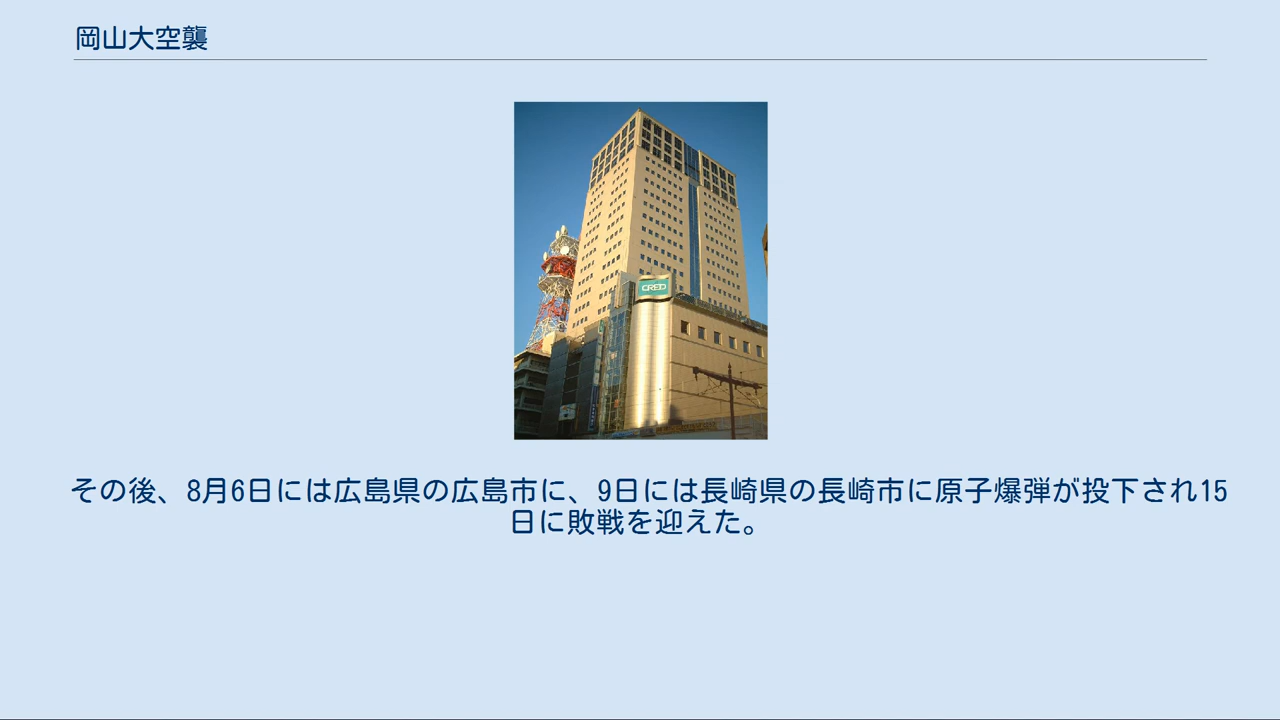 岡山大空襲
CRED
その後、8月6日には広島県の広島市に、9日には長崎県の長崎市に原子爆弾が投下され15
日に敗戦を迎えた。